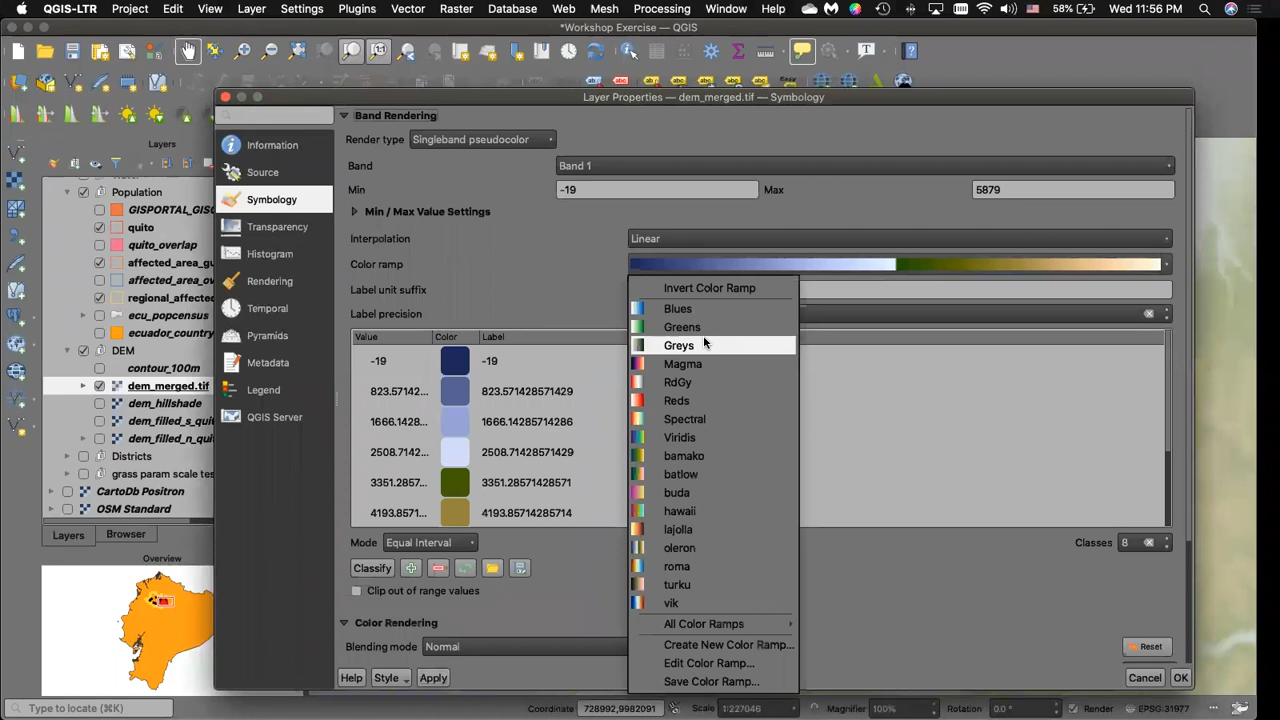 QGIS-LTR Project Edit View Layer Settings Plugins Vector Raster Database Web Mesh Processing Window 58% Wed 11:56 PM
*Workshop Exercise — QGIS
Layer Properties — dem_merged.tif — Symbology
Layers
Population
quito
quito_overlap
ecu_popcensus
DEM
contour_100m
dem_merged.tif
dem_hillshade
Districts
CartoDb Positron
OSM Standard
Layers Browser
Overview
Information
Source
Symbology
Transparency
Histogram
Rendering
Temporal
Pyramids
Metadata
Legend
QGIS Server
Band Rendering
Render type Singleband pseudocolor
Band Band 1
Min -19 Max 5879
Min / Max Value Settings
Interpolation Linear
Color ramp
Label unit suffix
Label precision
Value Color Label
-19 -19
823.57142... 823.571428571429
1666.1428... 1666.14285714286
2508.7142... 2508.71428571429
3351.2857... 3351.28571428571
4193.8571... 4193.85714285714
Invert Color Ramp
Blues
Greens
Greys
Magma
RdGy
Reds
Spectral
Viridis
bamako
batlow
buda
hawaii
lajolla
oleron
roma
turku
vik
All Color Ramps
Create New Color Ramp...
Edit Color Ramp...
Save Color Ramp...
Mode Equal Interval Classes 8
Classify
Clip out of range values
Color Rendering
Blending mode Normal Reset
Help Style Apply Cancel OK
Type to locate (⌘K) Coordinate 728992,9982091 Scale 1:227046 Magnifier 100% Rotation 0.0 ° Render EPSG:31977